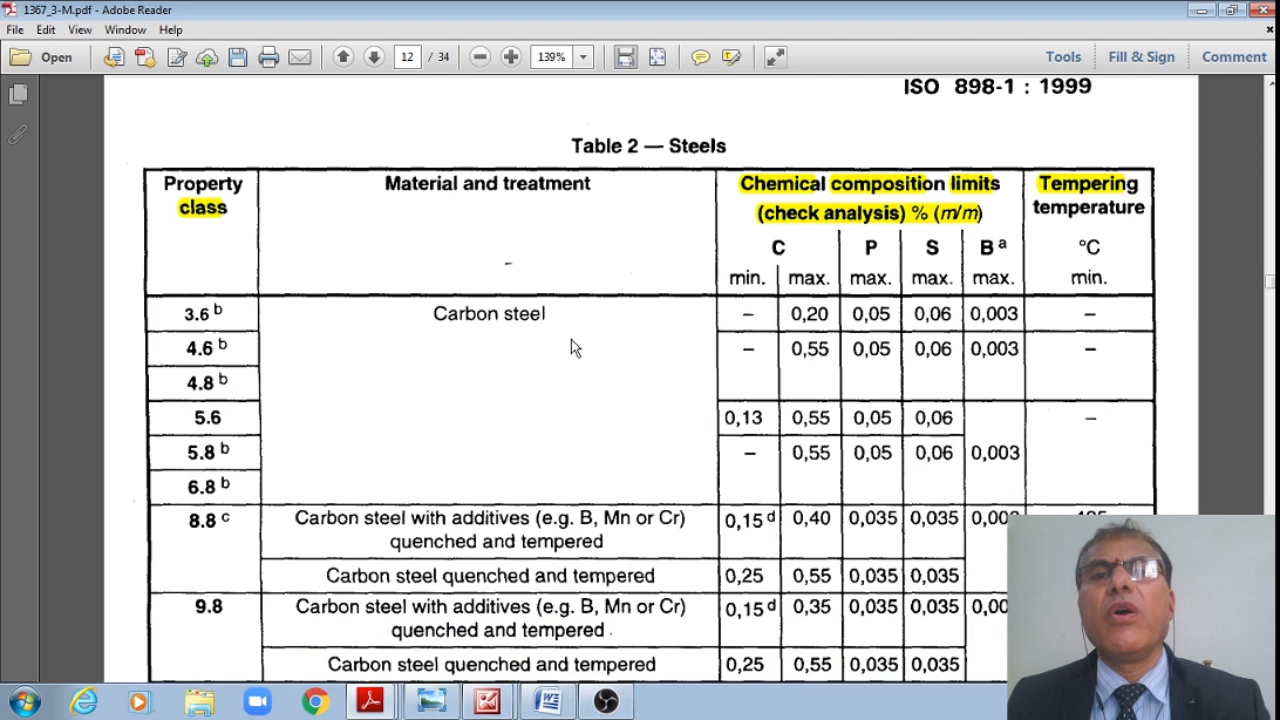 1367_3-M.pdf - Adobe Reader
File Edit View Window Help
Open 12 / 34 139% Tools Fill & Sign Comment
ISO 898-1 : 1999
Table 2 — Steels
Property class Material and treatment Chemical composition limits (check analysis) % (m/m) Tempering temperature
C P S B a °C
min. max. max. max. max. min.
3.6 b Carbon steel – 0,20 0,05 0,06 0,003 –
4.6 b – 0,55 0,05 0,06 0,003 –
4.8 b
5.6 0,13 0,55 0,05 0,06 –
5.8 b – 0,55 0,05 0,06 0,003
6.8 b
8.8 c Carbon steel with additives (e.g. B, Mn or Cr) 0,15 d 0,40 0,035 0,035
quenched and tempered
Carbon steel quenched and tempered 0,25 0,55 0,035 0,035
9.8 Carbon steel with additives (e.g. B, Mn or Cr) 0,15 d 0,35 0,035 0,035
quenched and tempered
Carbon steel quenched and tempered 0,25 0,55 0,035 0,035